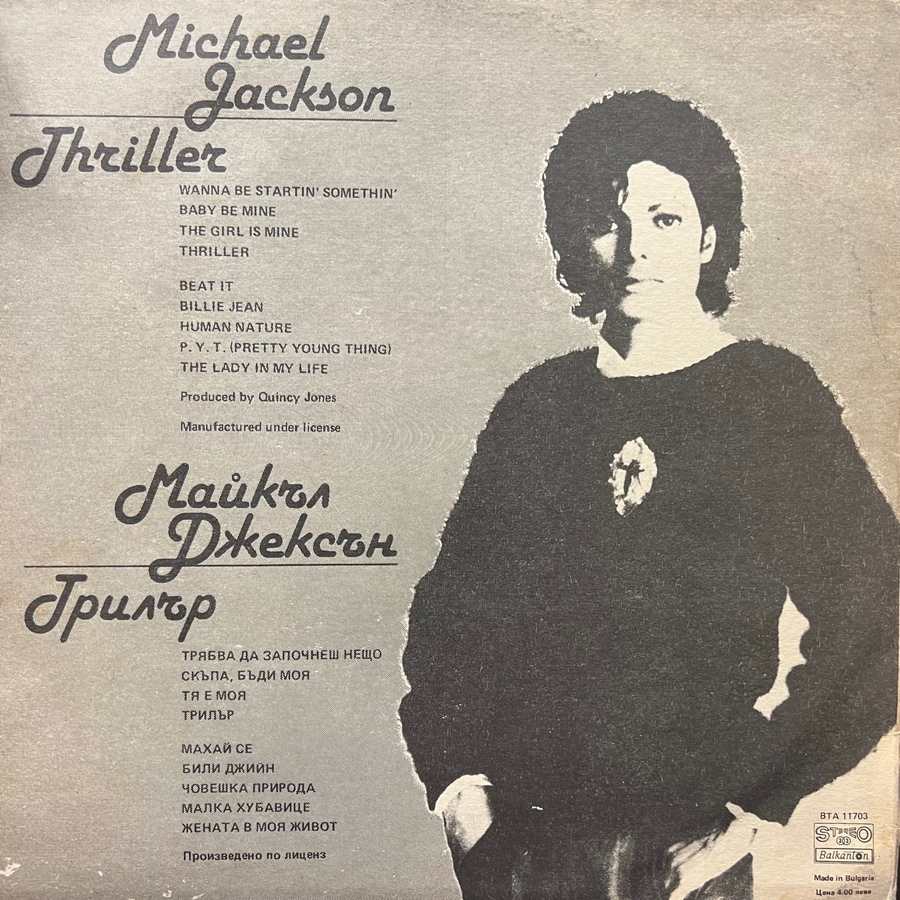 Michael
Jackson
Thriller
WANNA BE STARTIN' SOMETHIN'
BABY BE MINE
THE GIRL IS MINE
THRILLER
BEAT IT
BILLIE JEAN
HUMAN NATURE
P. Y. T. (PRETTY YOUNG THING)
THE LADY IN MY LIFE
Produced by Quincy Jones
Manufactured under license
Майкъл
Джексън
Трилър
ТРЯБВА ДА ЗАПОЧНЕШ НЕЩО
СКЪПА, БЪДИ МОЯ
ТЯ Е МОЯ
ТРИЛЪР
МАХАЙ СЕ
БИЛИ ДЖИЙН
ЧОВЕШКА ПРИРОДА
МАЛКА ХУБАВИЦЕ
ЖЕНАТА В МОЯ ЖИВОТ
Произведено по лиценз
ВТА 11703
STEREO
Balkanton
Made in Bulgaria
Цена 4.00 лева